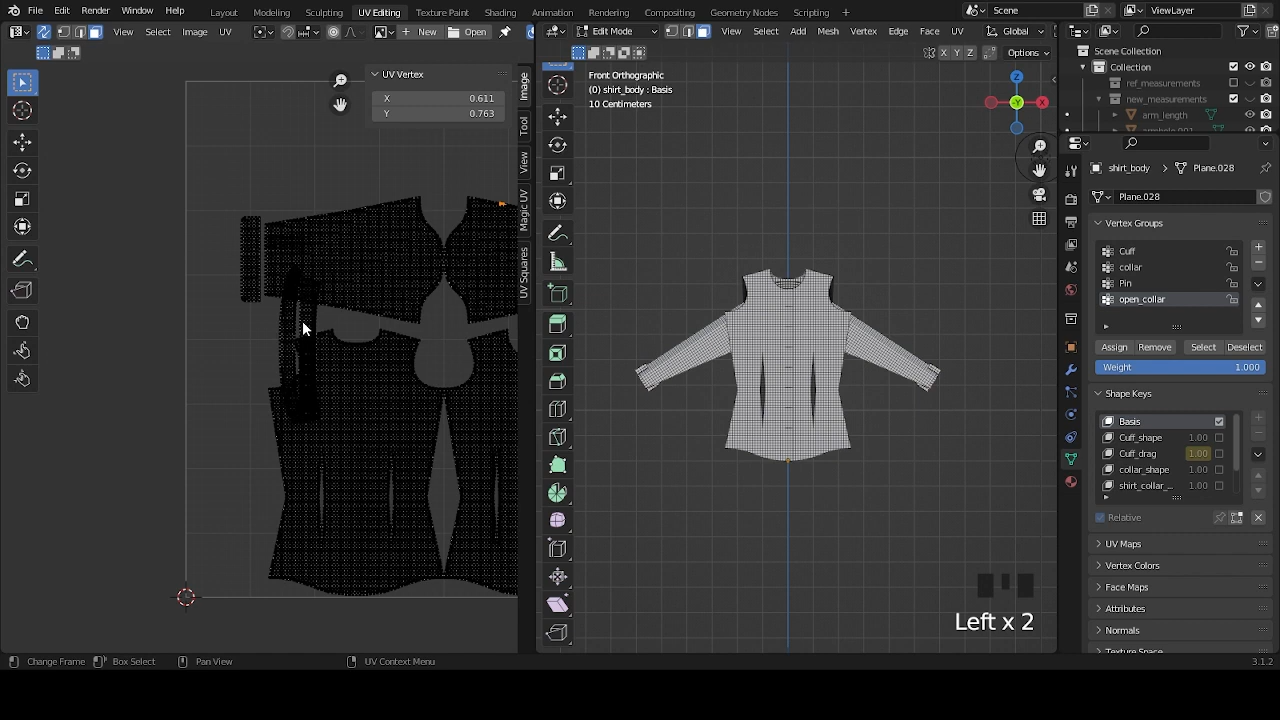 File Edit Render Window Help
Layout Modeling Sculpting UV Editing Texture Paint Shading Animation Rendering Compositing Geometry Nodes Scripting +
Scene
ViewLayer
View Select Image UV
New
Open
Edit Mode
View Select Add Mesh Vertex Edge Face UV
Global
X Y Z
Options
UV Vertex
X 0.611
Y 0.763
Image
Tool
View
Magic UV
UV Squares
Front Orthographic
(0) shirt_body : Basis
10 Centimeters
Z
X
Y
Left x 2
Scene Collection
Collection
ref_measurements
new_measurements
arm_length
armhole.001
shirt_body
Plane.028
Plane.028
Vertex Groups
Cuff
collar
Pin
open_collar
Assign Remove Select Deselect
Weight 1.000
Shape Keys
Basis
Cuff_shape 1.00
Cuff_drag 1.00
collar_shape 1.00
shirt_collar_... 1.00
Relative
UV Maps
Vertex Colors
Face Maps
Attributes
Normals
Texture Space
Change Frame
Box Select
Pan View
UV Context Menu
3.1.2